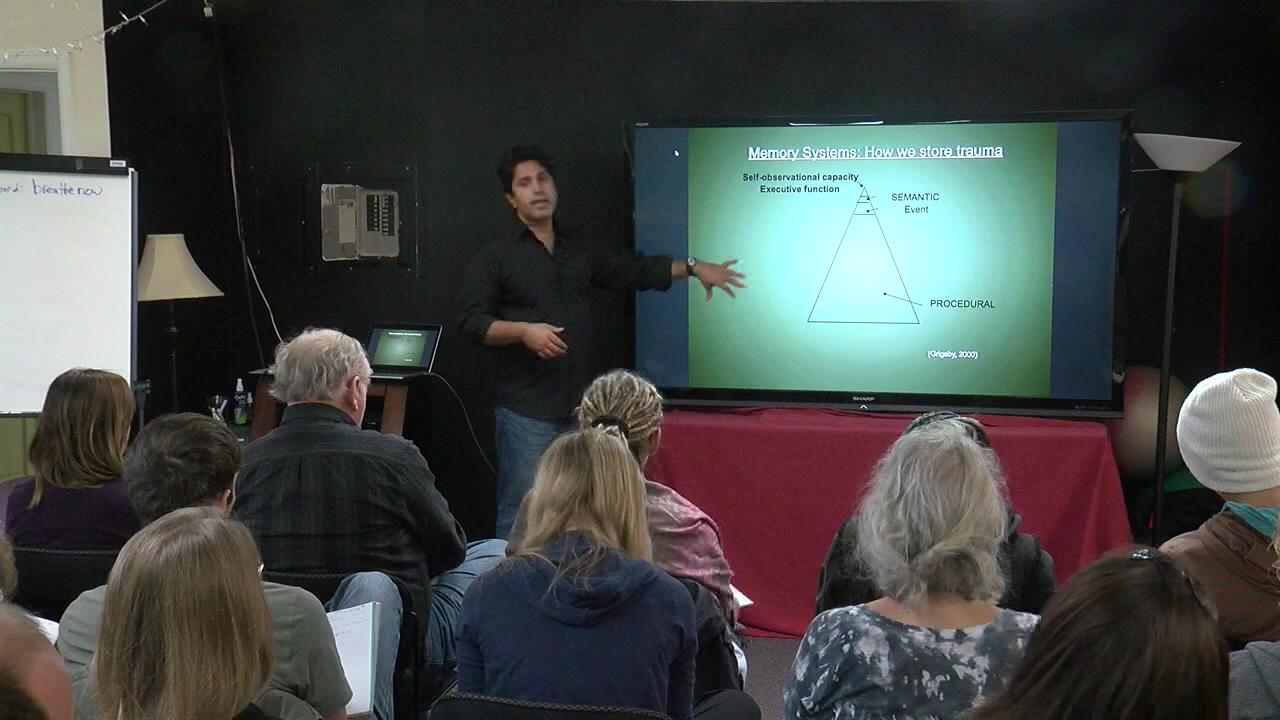 breathe now
Memory Systems: How we store trauma
Self-observational capacity
Executive function
SEMANTIC
Event
PROCEDURAL
(Grigsby, 2000)
SHARP